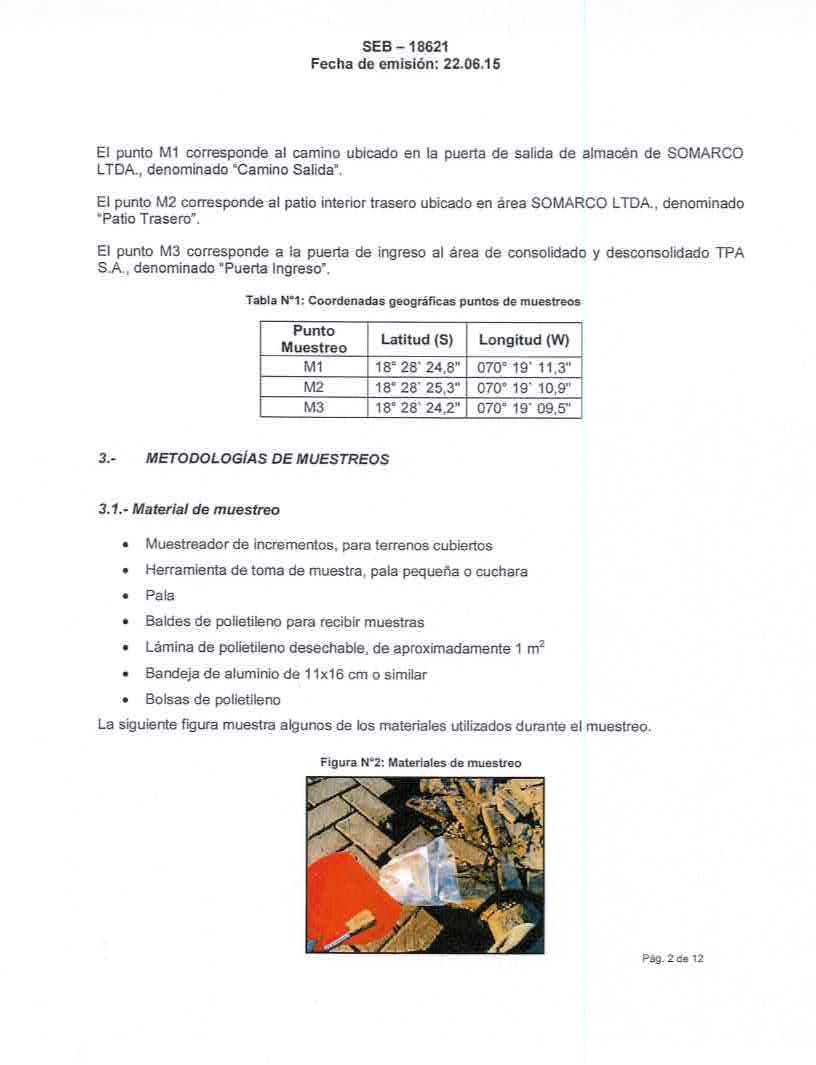 SEB – 18621
Fecha de emisión: 22.06.15
El punto M1 corresponde al camino ubicado en la puerta de salida de almacén de SOMARCO
LTDA., denominado "Camino Salida".
El punto M2 corresponde al patio interior trasero ubicado en área SOMARCO LTDA., denominado
"Patio Trasero".
El punto M3 corresponde a la puerta de ingreso al área de consolidado y desconsolidado TPA
S.A., denominado "Puerta Ingreso".
Tabla N°1: Coordenadas geográficas puntos de muestreos
Punto
Muestreo Latitud (S) Longitud (W)
M1 18° 28' 24,8" 070° 19' 11,3"
M2 18° 28' 25,3" 070° 19' 10,9"
M3 18° 28' 24,2" 070° 19' 09,5"
3.- METODOLOGÍAS DE MUESTREOS
3.1.- Material de muestreo
• Muestreador de incrementos, para terrenos cubiertos
• Herramienta de toma de muestra, pala pequeña o cuchara
• Pala
• Baldes de polietileno para recibir muestras
• Lámina de polietileno desechable, de aproximadamente 1 m²
• Bandeja de aluminio de 11x16 cm o similar
• Bolsas de polietileno
La siguiente figura muestra algunos de los materiales utilizados durante el muestreo.
Figura N°2: Materiales de muestreo
Pág. 2 de 12